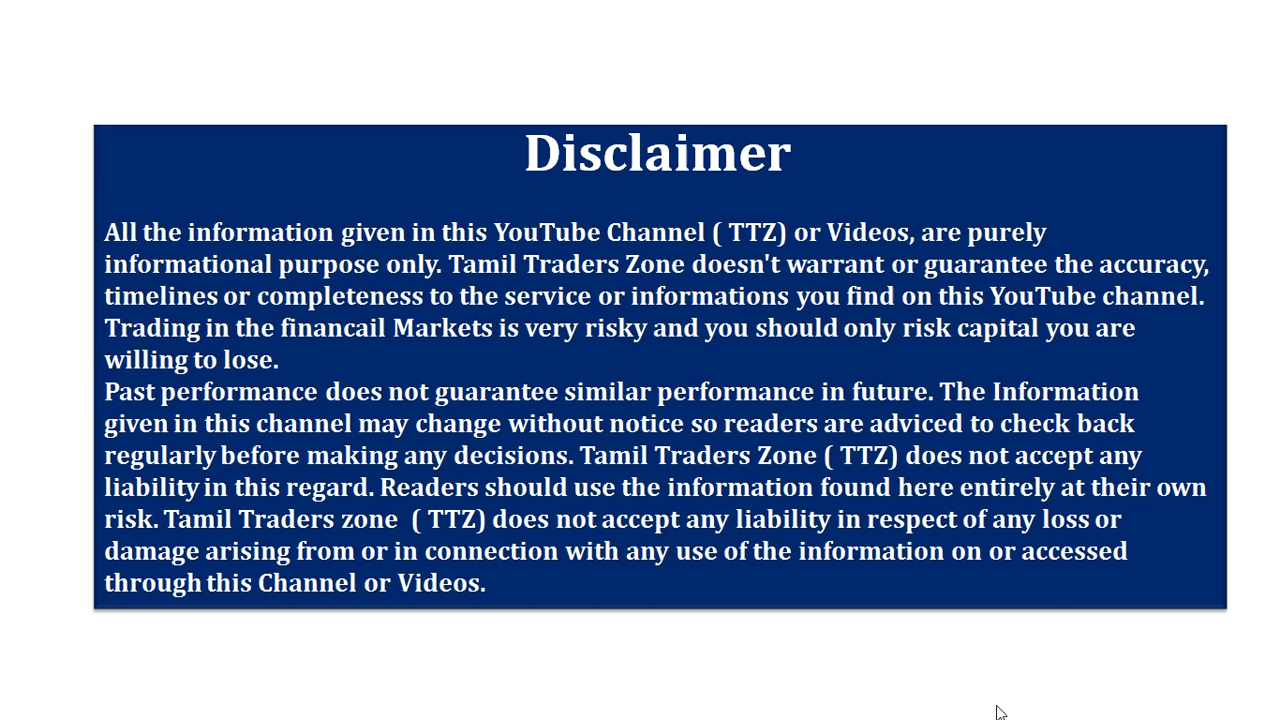 Disclaimer
All the information given in this YouTube Channel ( TTZ) or Videos, are purely
informational purpose only. Tamil Traders Zone doesn't warrant or guarantee the accuracy,
timelines or completeness to the service or informations you find on this YouTube channel.
Trading in the financail Markets is very risky and you should only risk capital you are
willing to lose.
Past performance does not guarantee similar performance in future. The Information
given in this channel may change without notice so readers are adviced to check back
regularly before making any decisions. Tamil Traders Zone ( TTZ) does not accept any
liability in this regard. Readers should use the information found here entirely at their own
risk. Tamil Traders zone  ( TTZ) does not accept any liability in respect of any loss or
damage arising from or in connection with any use of the information on or accessed
through this Channel or Videos.